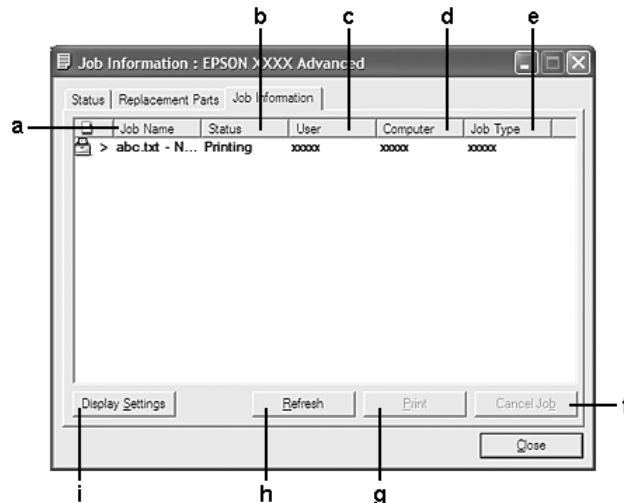 b c d e
Job Information : EPSON XXXX Advanced
Status Replacement Parts Job Information
a
Job Name Status User Computer Job Type
> abc.txt - N... Printing xxxxx xxxxx xxxxx
Display Settings Refresh Print Cancel Job
f
Close
i h g